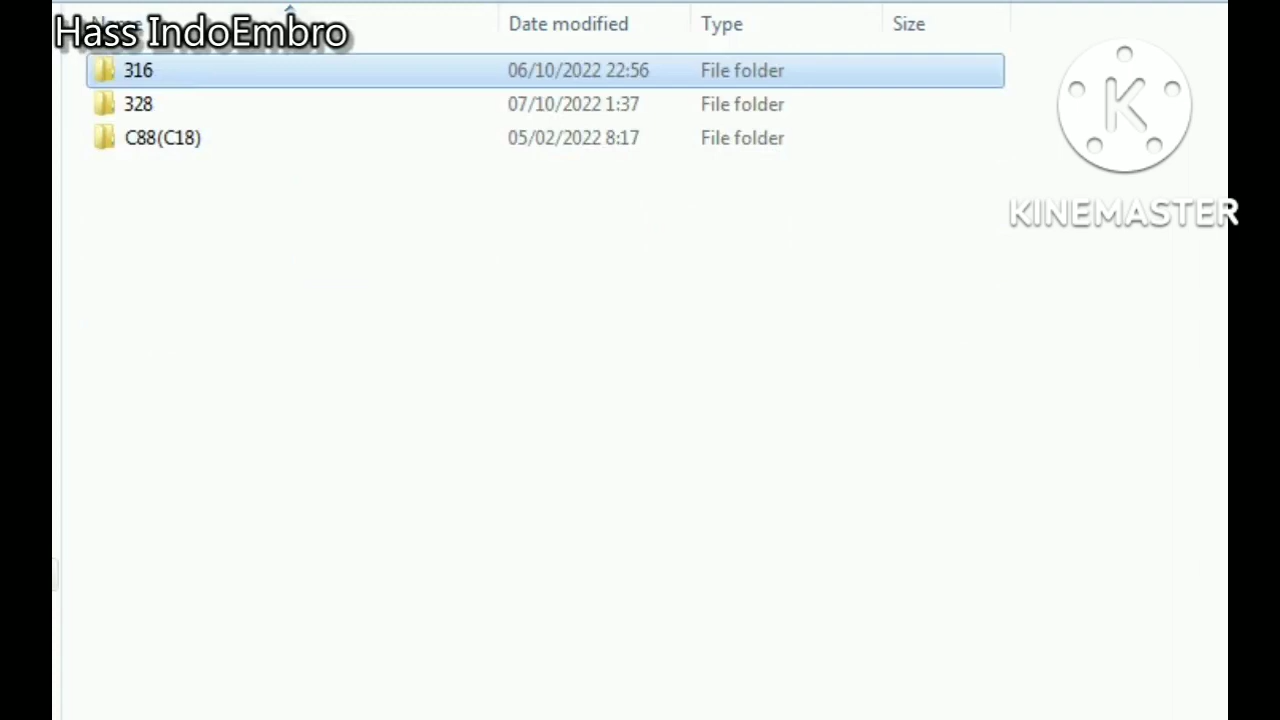 Hass IndoEmbro
Name Date modified Type Size
316 06/10/2022 22:56 File folder
328 07/10/2022 1:37 File folder
C88(C18) 05/02/2022 8:17 File folder
K
KINEMASTER